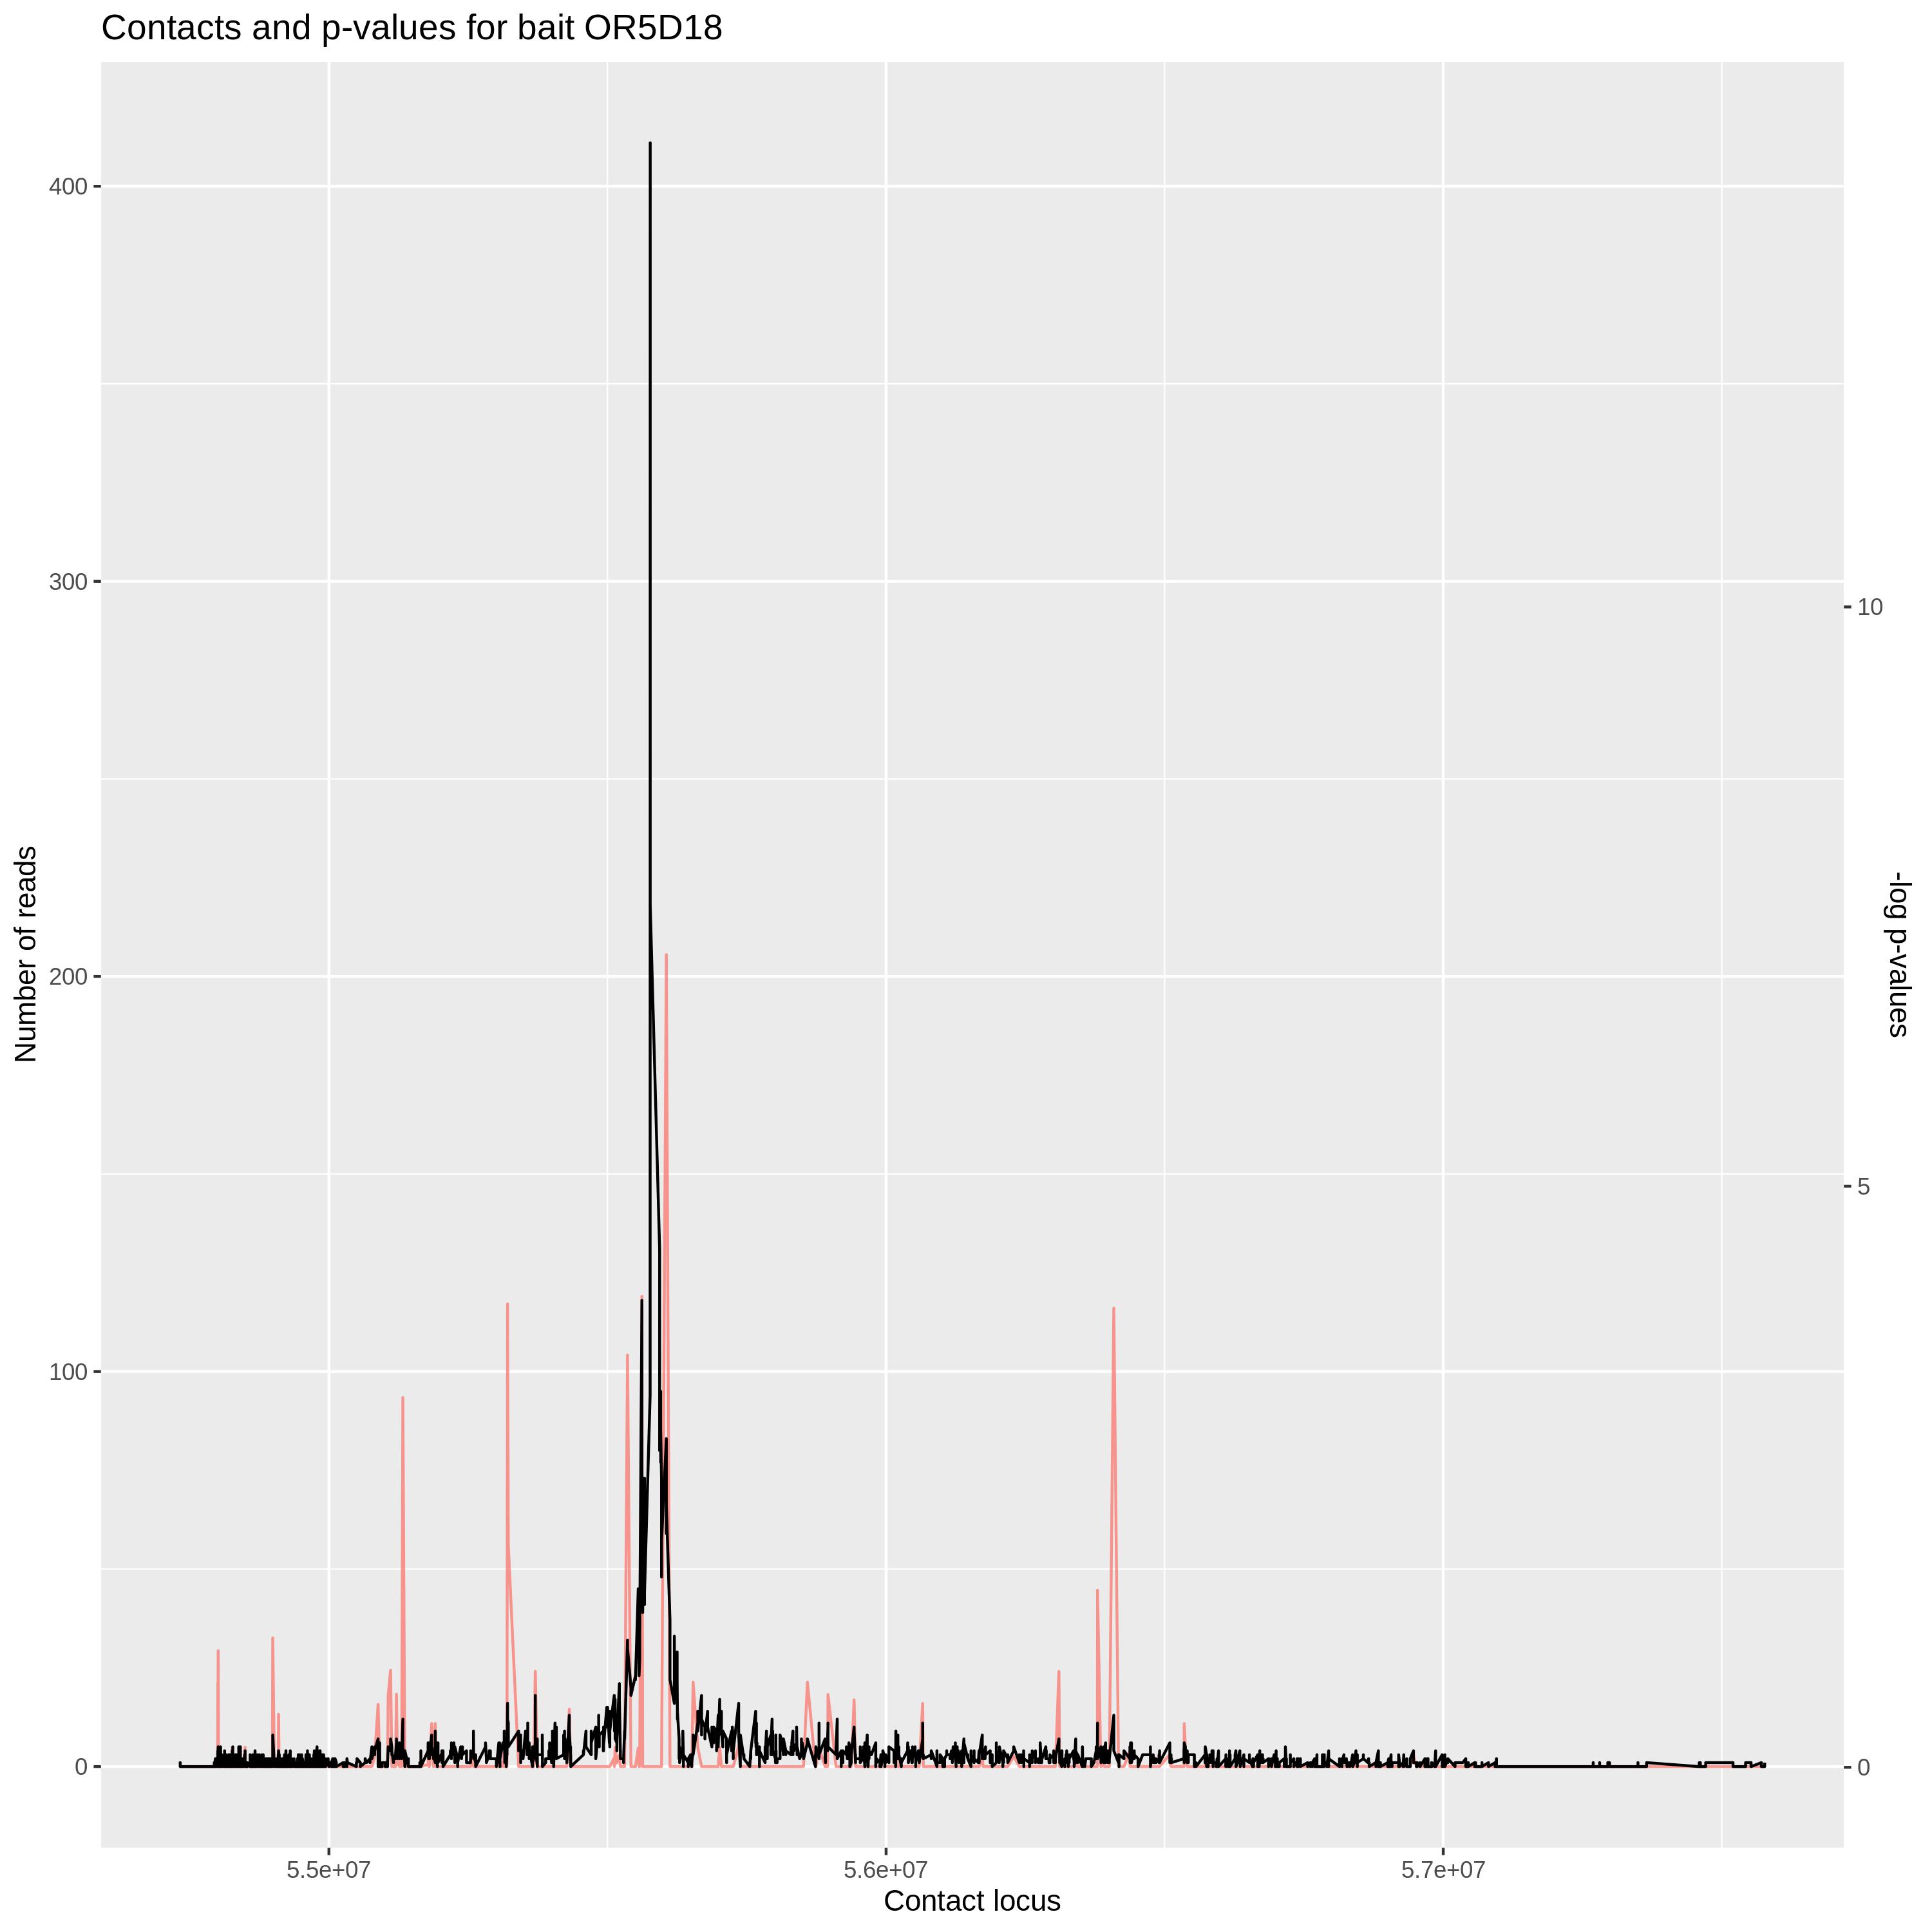 Contacts and p-values for bait OR5D18
Number of reads
400
300
200
100
0
10
5
0
-log p-values
5.5e+07
5.6e+07
5.7e+07
Contact locus